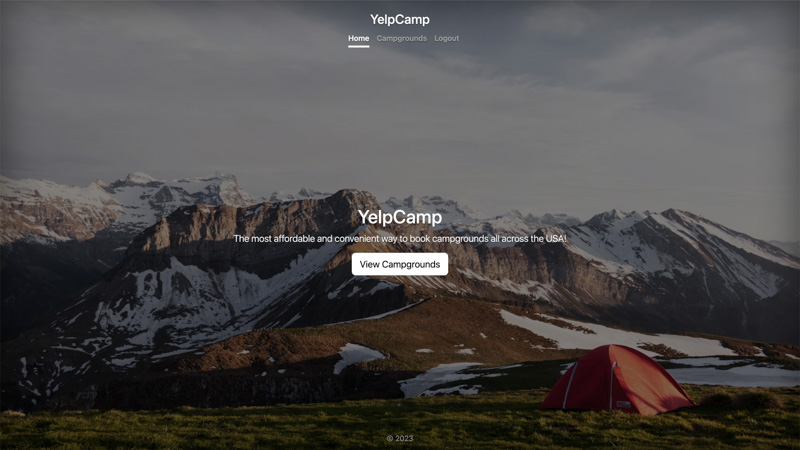 YelpCamp
Home Campgrounds Logout
YelpCamp
The most affordable and convenient way to book campgrounds all across the USA!
View Campgrounds
© 2023